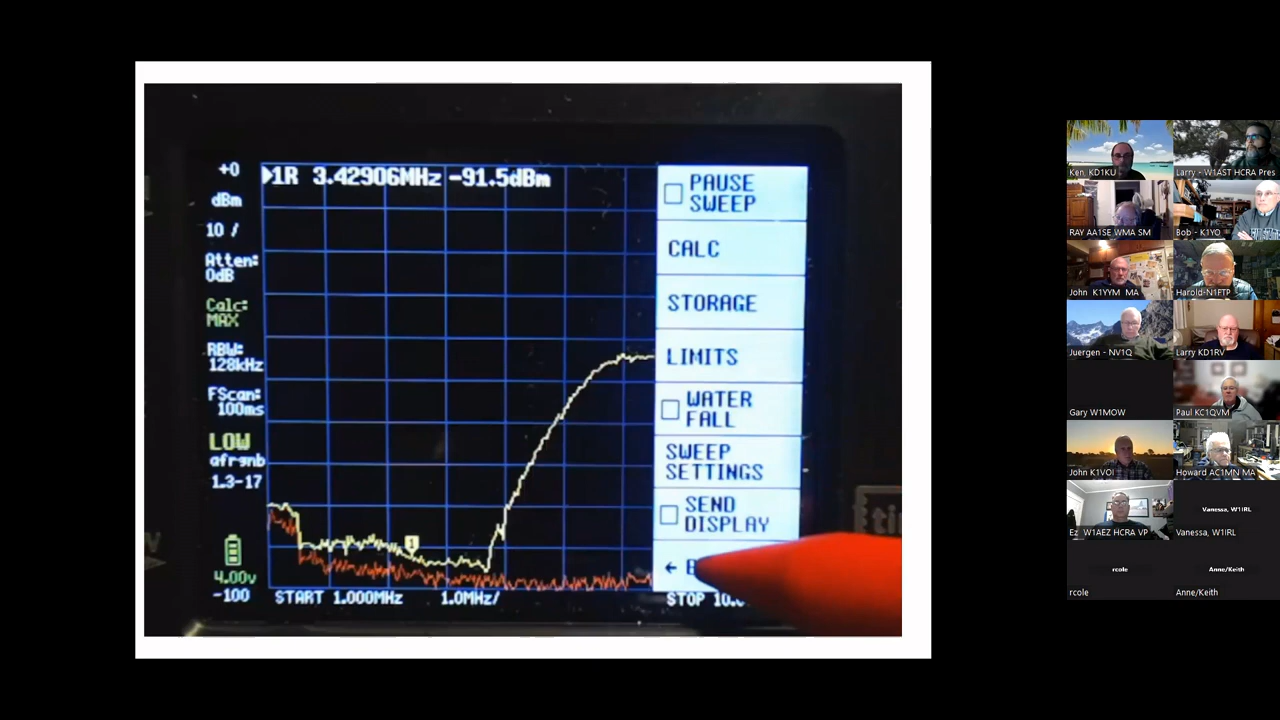 +0
dBm
10 /
Atten:
0dB
Calc:
MAX
RBW:
128kHz
FScan:
100ms
LOW
1.3-17
4.00v
-100
1R 3.42906MHz -91.5dBm
1
START 1.000MHz 1.0MHz/ STOP 10.
PAUSE
SWEEP
CALC
STORAGE
LIMITS
WATER
FALL
SWEEP
SETTINGS
SEND
DISPLAY
← B
Ken, KD1KU
Larry - W1AST HCRA Pres
RAY AA1SE WMA SM
Bob - K1YO
John K1YYM MA
Harold-N1FTP
Juergen - NV1Q
Larry KD1RV
Gary W1MOW
Paul KC1QVM
John K1VOI
Howard AC1MN MA
Ez W1AEZ HCRA VP
Vanessa, W1IRL
Vanessa, W1IRL
rcole
rcole
Anne/Keith
Anne/Keith